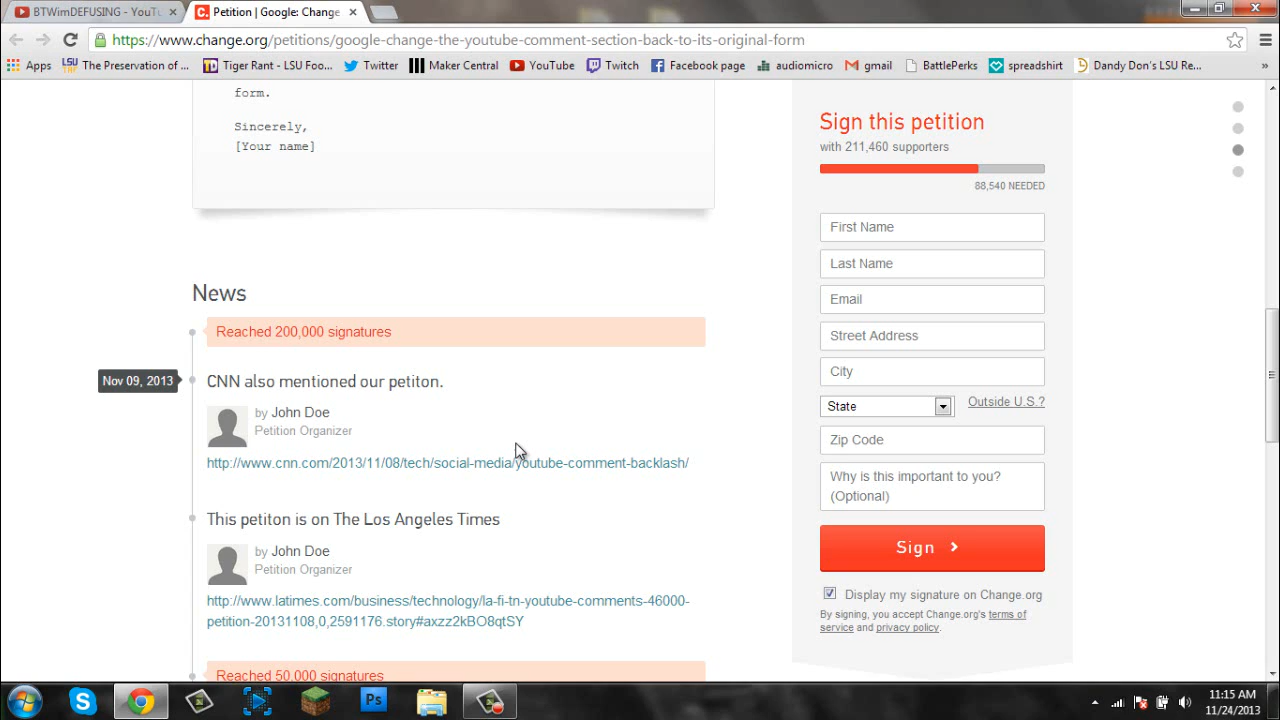 BTWimDEFUSING - YouTu
Petition | Google: Change
https://www.change.org/petitions/google-change-the-youtube-comment-section-back-to-its-original-form
Apps
LSU
The Preservation of ...
TD
Tiger Rant - LSU Foo...
Twitter
Maker Central
YouTube
Twitch
Facebook page
audiomicro
gmail
BattlePerks
spreadshirt
Dandy Don's LSU Re...
»
form.
Sincerely,
[Your name]
News
Reached 200,000 signatures
Nov 09, 2013
CNN also mentioned our petiton.
by John Doe
Petition Organizer
http://www.cnn.com/2013/11/08/tech/social-media/youtube-comment-backlash/
This petiton is on The Los Angeles Times
by John Doe
Petition Organizer
http://www.latimes.com/business/technology/la-fi-tn-youtube-comments-46000-
petition-20131108,0,2591176.story#axzz2kBO8qtSY
Reached 50,000 signatures
Sign this petition
with 211,460 supporters
88,540 NEEDED
First Name
Last Name
Email
Street Address
City
State
Outside U.S.?
Zip Code
Why is this important to you?
(Optional)
Sign
Display my signature on Change.org
By signing, you accept Change.org's terms of
service and privacy policy.
Ps
11:15 AM
11/24/2013